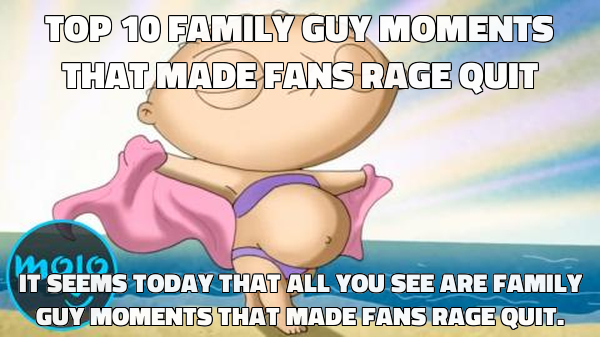 TOP 10 FAMILY GUY MOMENTS
THAT MADE FANS RAGE QUIT
mojo
IT SEEMS TODAY THAT ALL YOU SEE ARE FAMILY
GUY MOMENTS THAT MADE FANS RAGE QUIT.